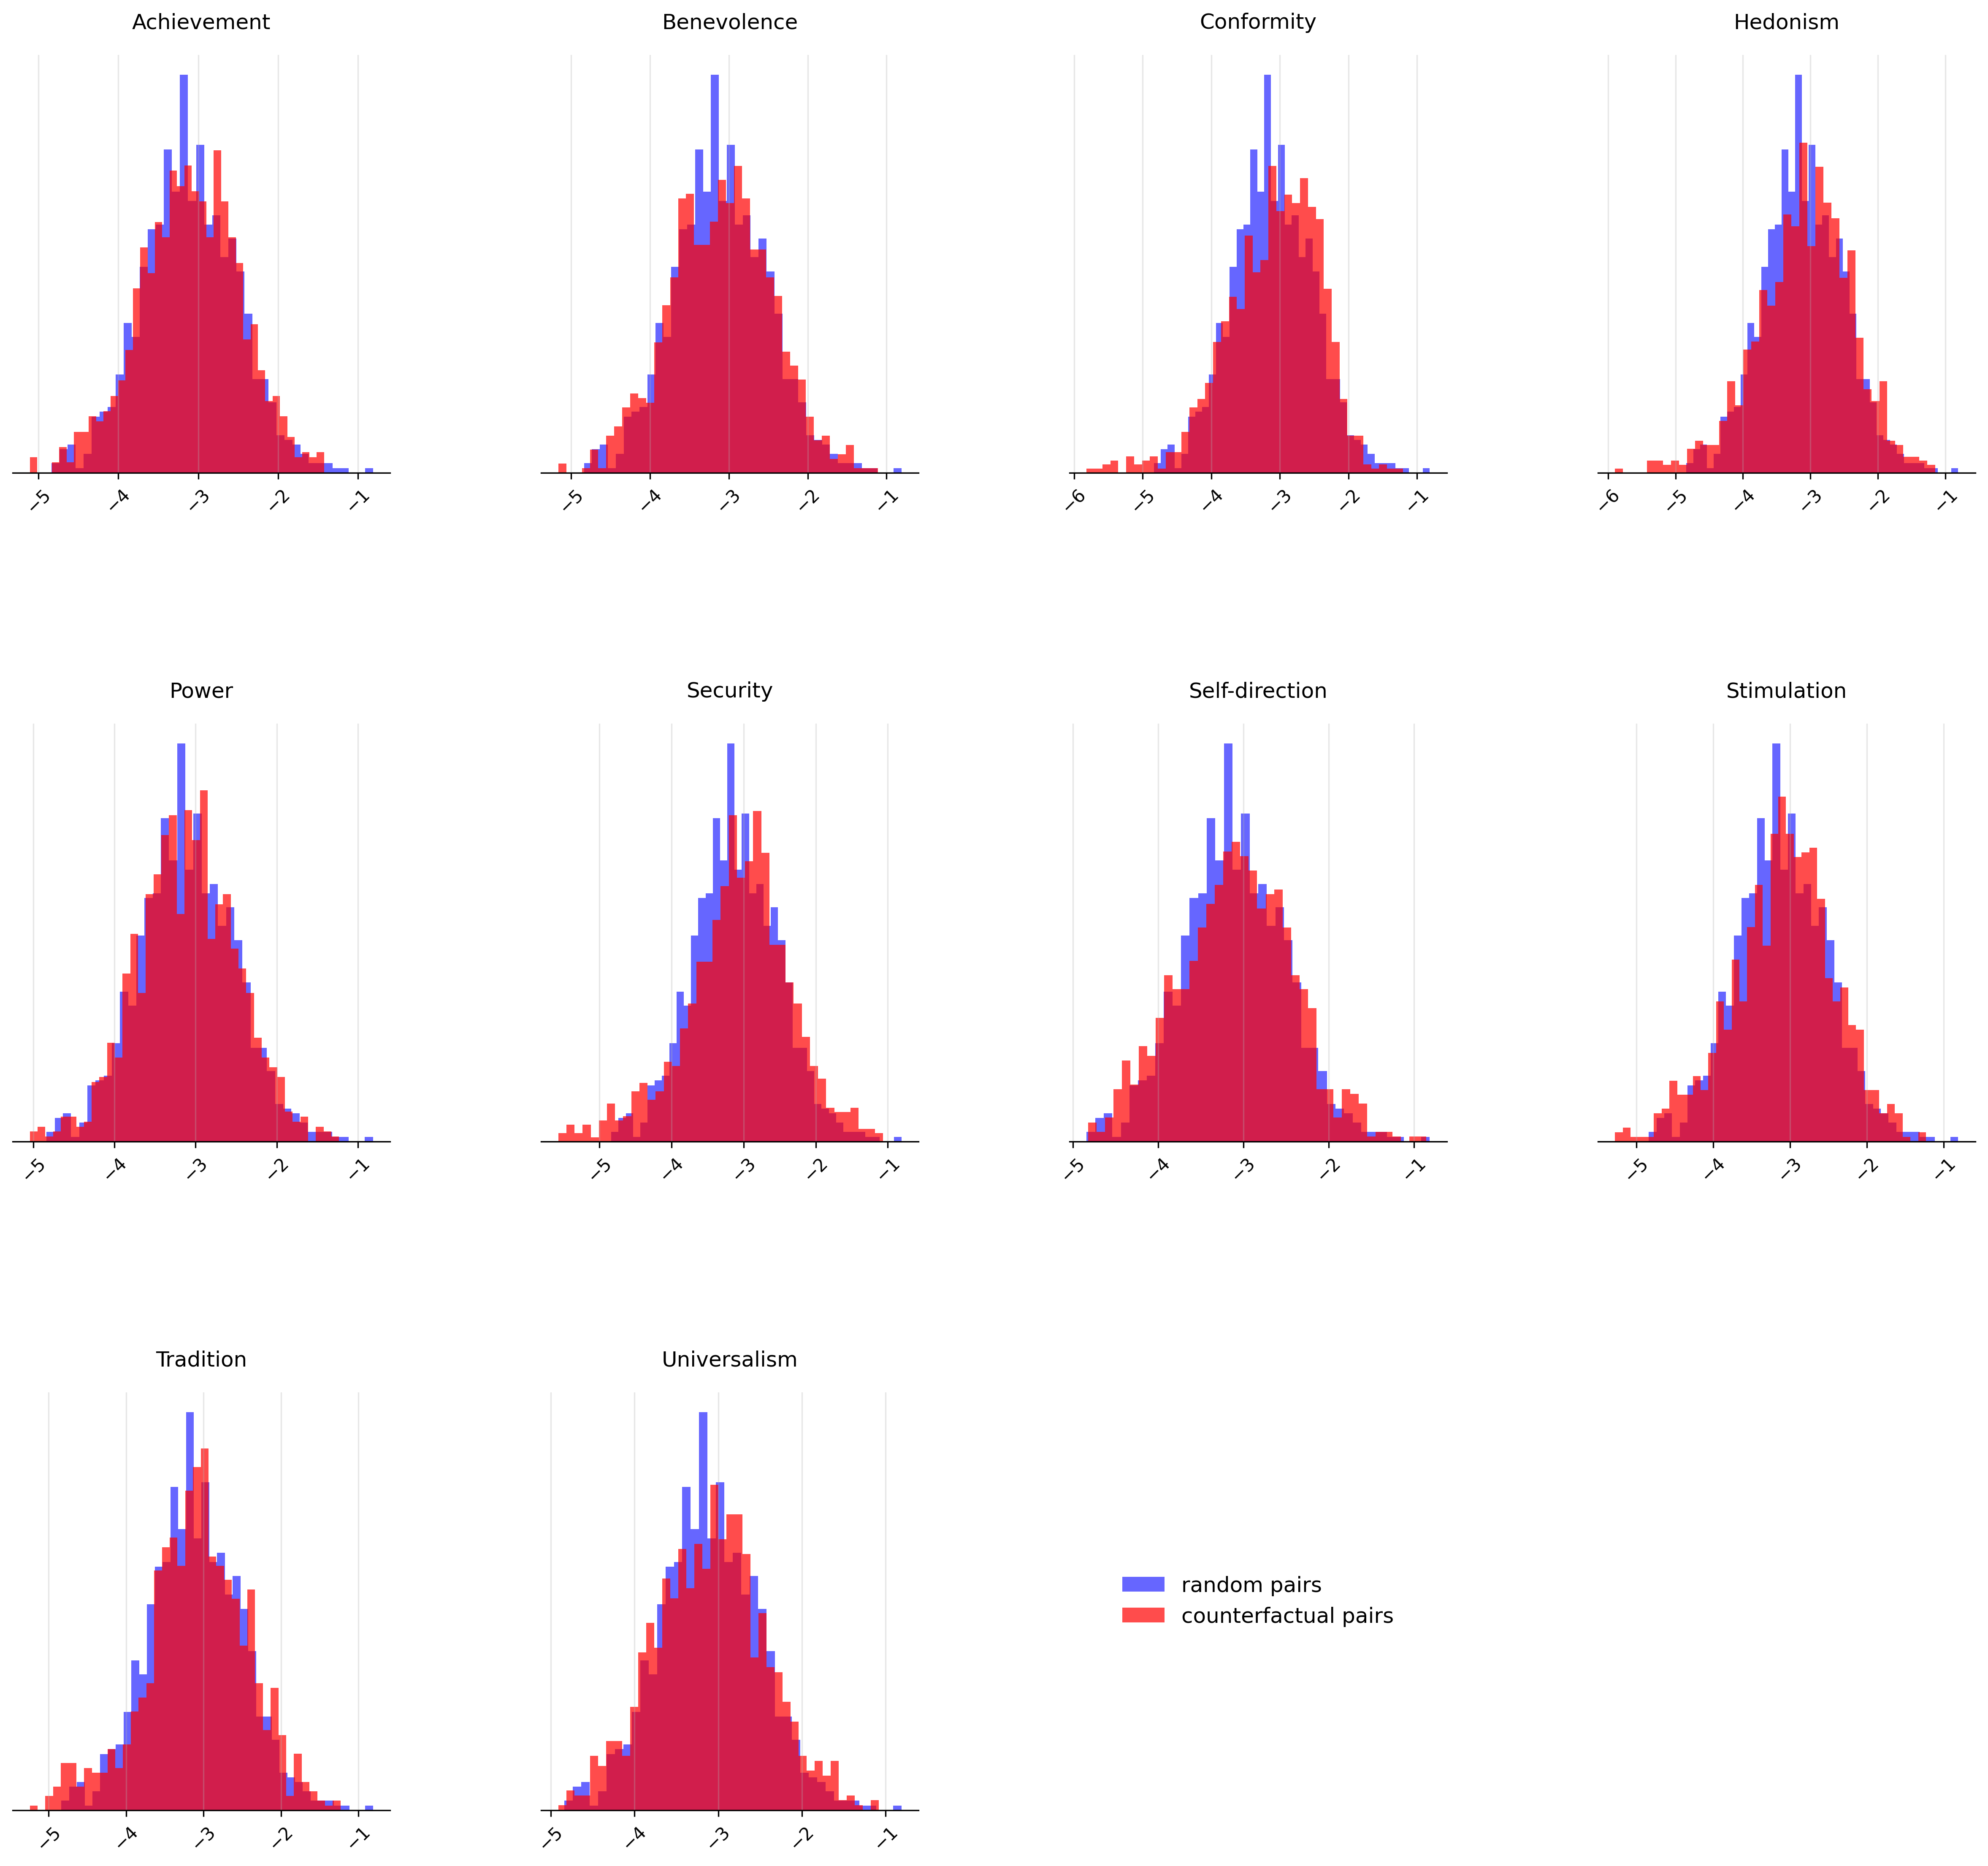 Achievement Benevolence Conformity Hedonism
−5 −4 −3 −2 −1 −5 −4 −3 −2 −1 −6 −5 −4 −3 −2 −1 −6 −5 −4 −3 −2 −1
Power Security Self-direction Stimulation
−5 −4 −3 −2 −1 −5 −4 −3 −2 −1 −5 −4 −3 −2 −1 −5 −4 −3 −2 −1
Tradition Universalism
random pairs
counterfactual pairs
−5 −4 −3 −2 −1 −5 −4 −3 −2 −1